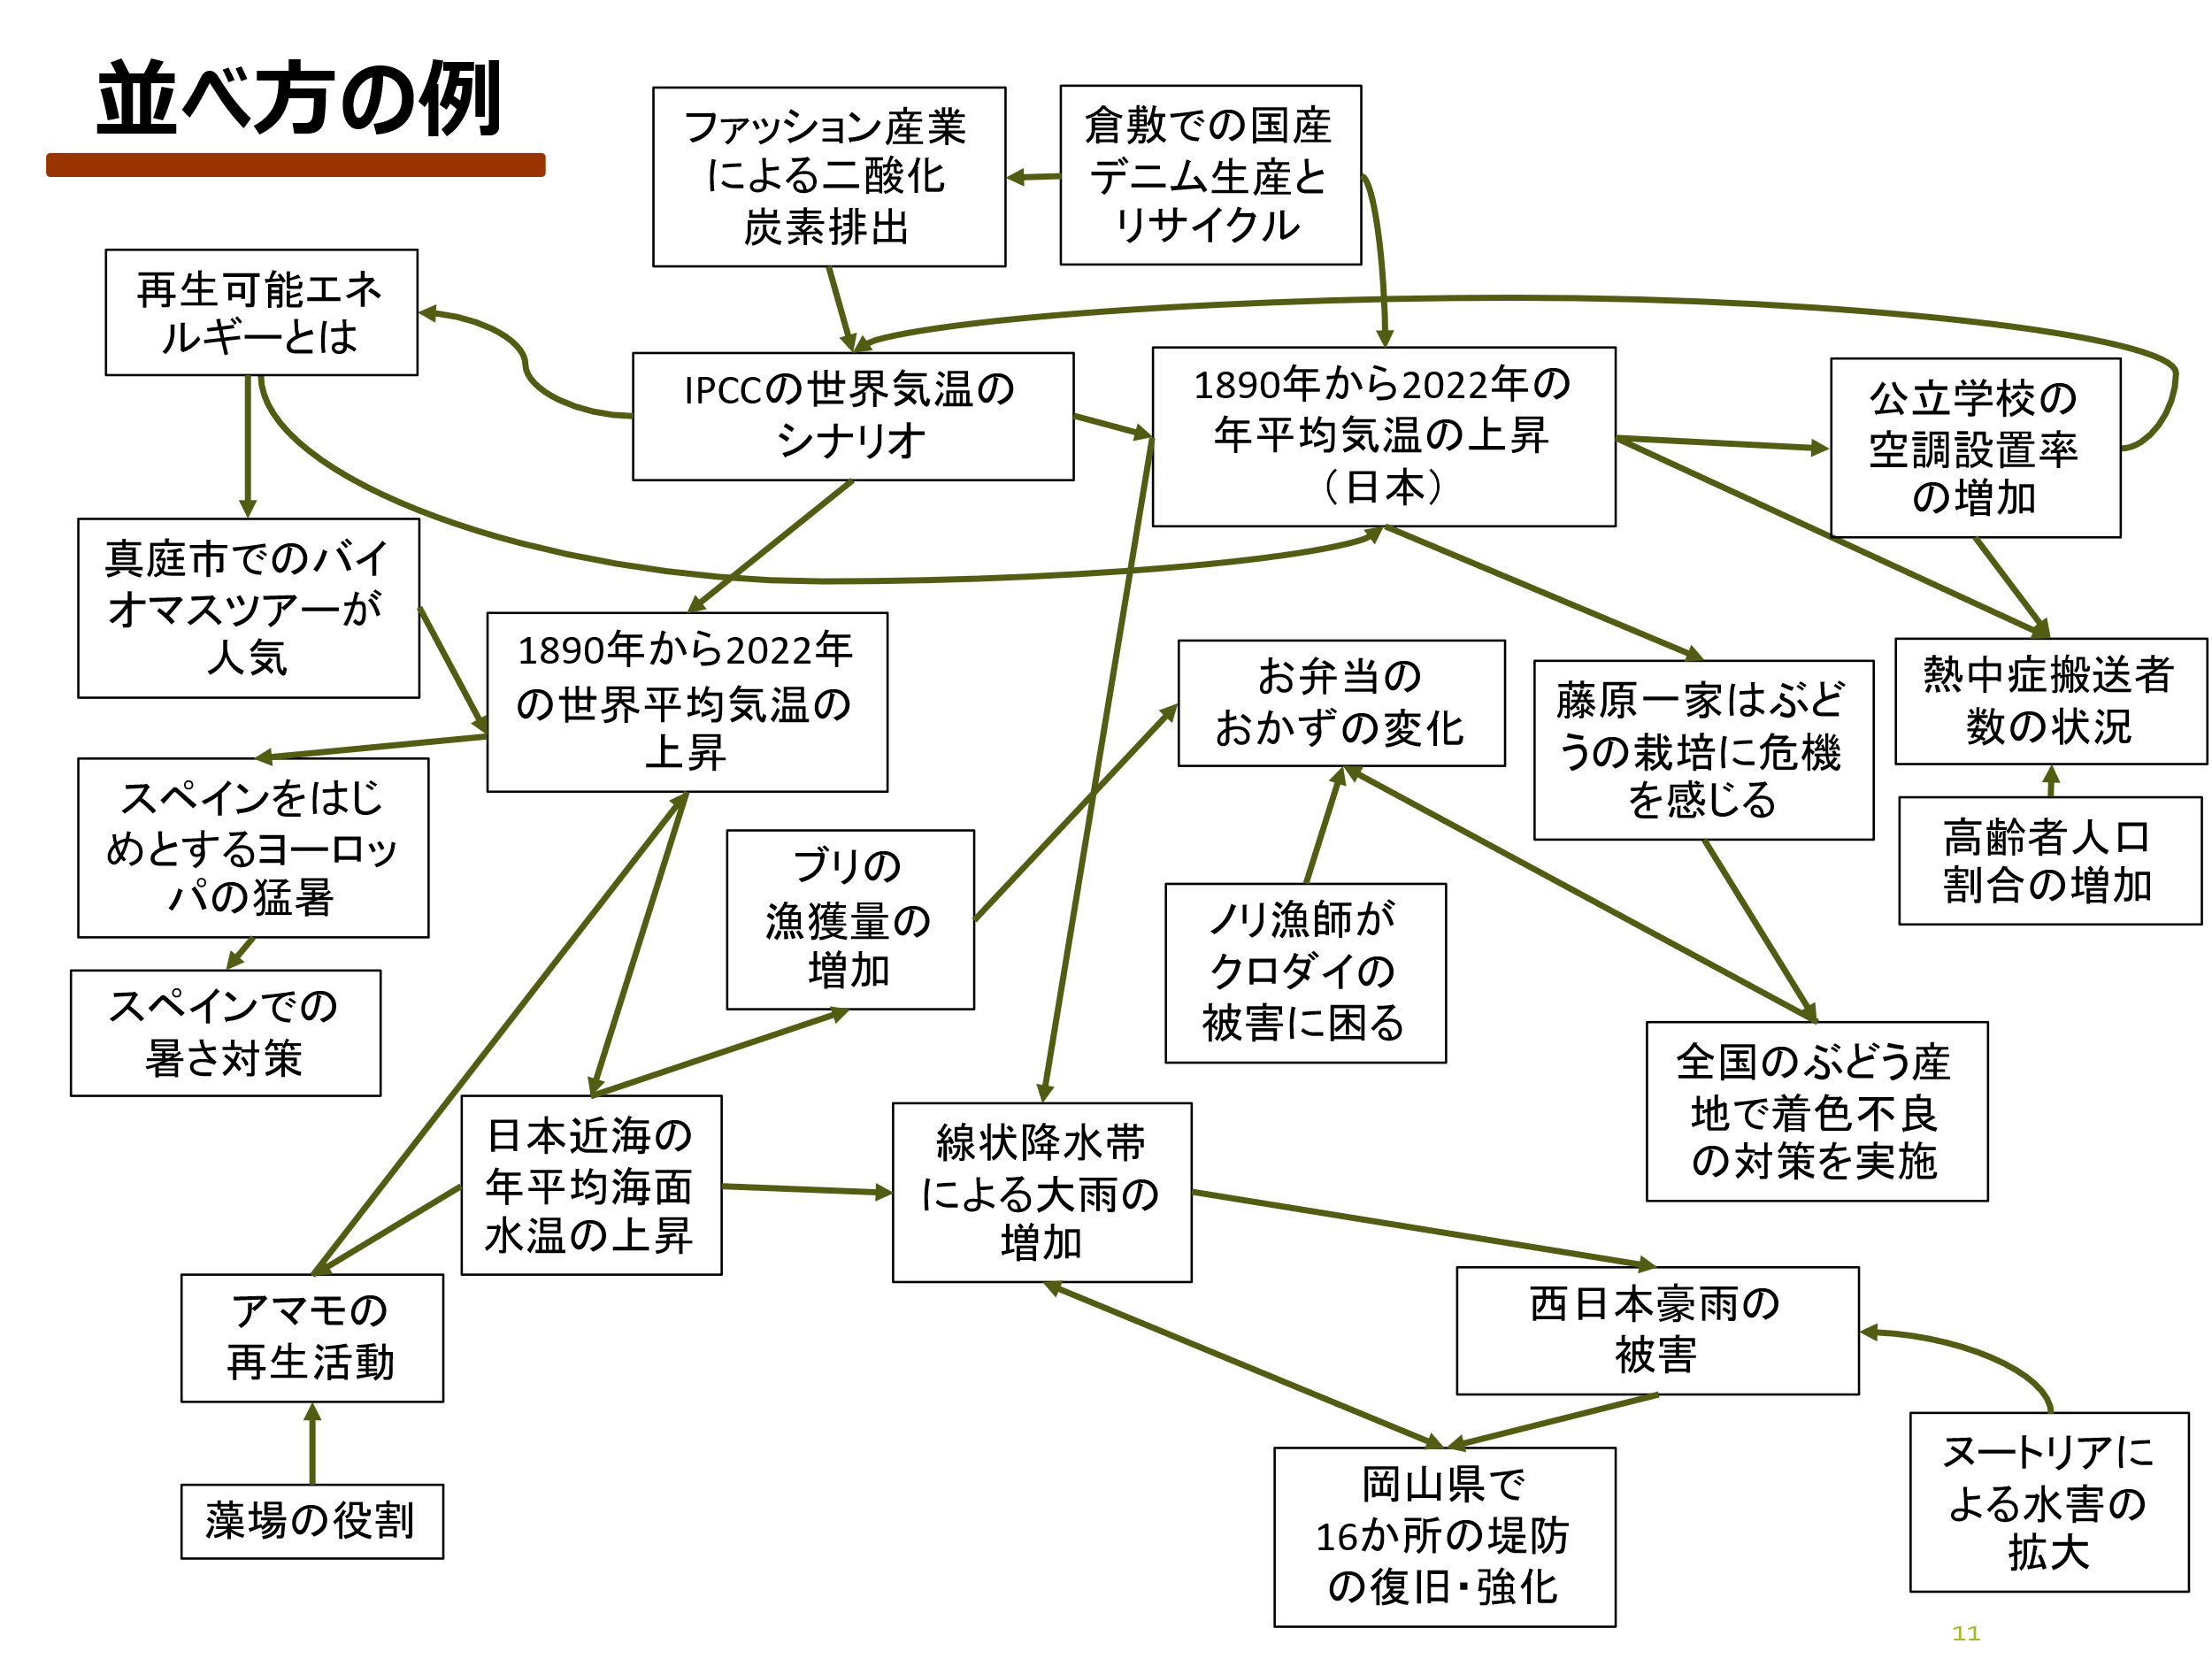 並べ方の例
ファッション産業
による二酸化
炭素排出
倉敷での国産
デニム生産と
リサイクル
再生可能エネ
ルギーとは
IPCCの世界気温の
シナリオ
1890年から2022年の
年平均気温の上昇
（日本）
公立学校の
空調設置率
の増加
真庭市でのバイ
オマスツアーが
人気
1890年から2022年
の世界平均気温の
上昇
お弁当の
おかずの変化
藤原一家はぶど
うの栽培に危機
を感じる
熱中症搬送者
数の状況
スペインをはじ
めとするヨーロッ
パの猛暑
ブリの
漁獲量の
増加
ノリ漁師が
クロダイの
被害に困る
高齢者人口
割合の増加
スペインでの
暑さ対策
全国のぶどう産
地で着色不良
の対策を実施
日本近海の
年平均海面
水温の上昇
線状降水帯
による大雨の
増加
アマモの
再生活動
西日本豪雨の
被害
藻場の役割
岡山県で
16か所の堤防
の復旧・強化
ヌートリアに
よる水害の
拡大
11